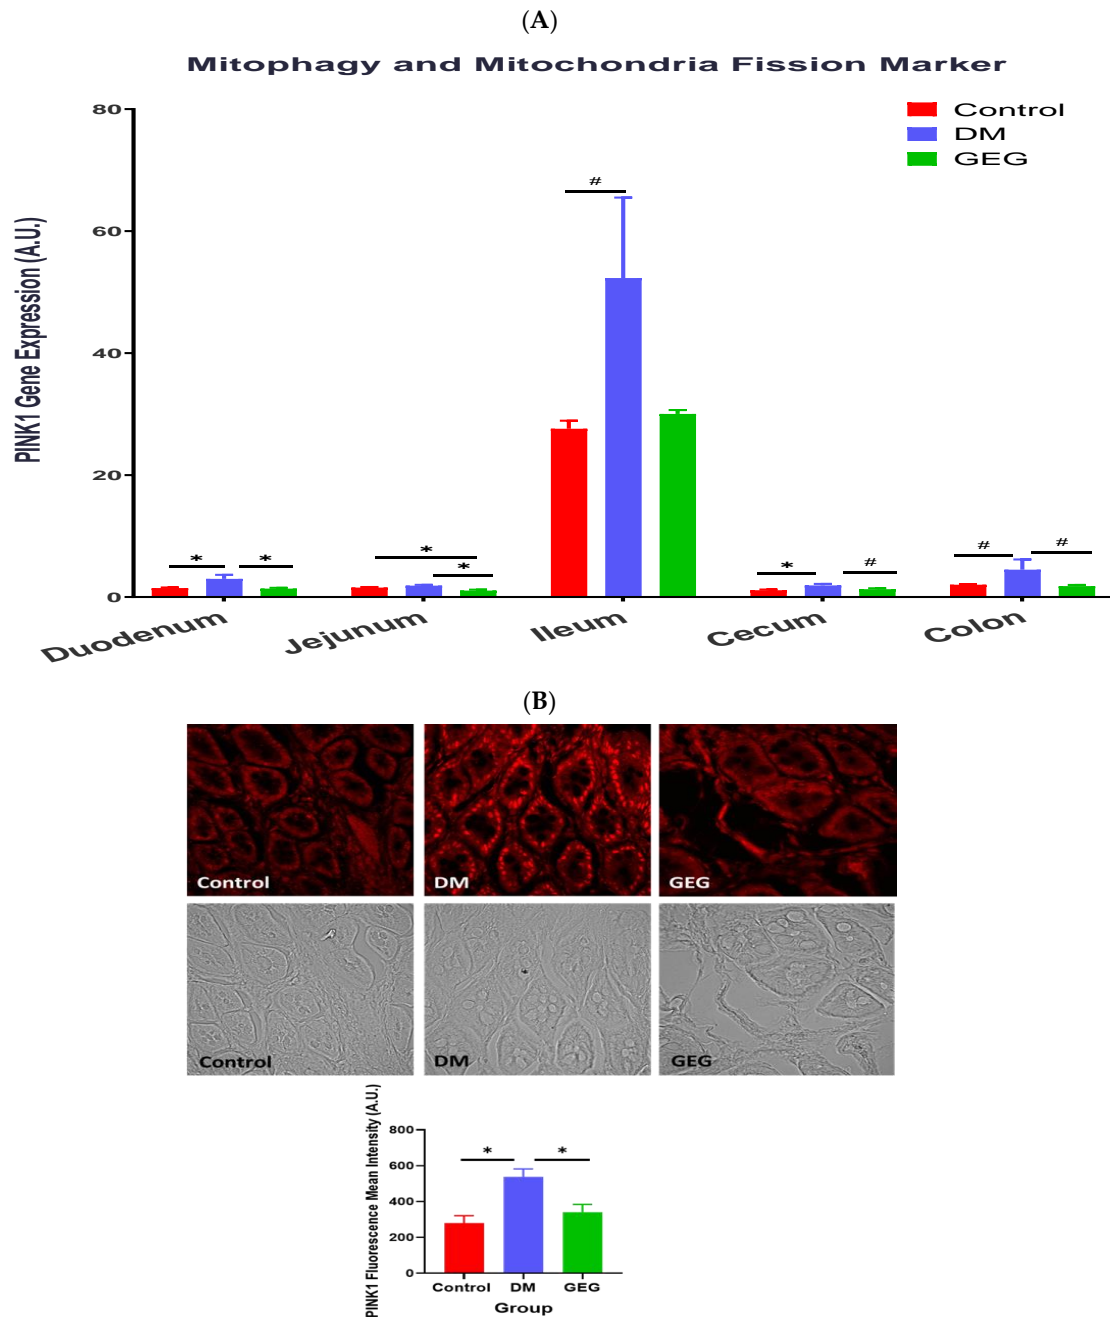 (A)
Mitophagy and Mitochondria Fission Marker
Control
DM
GEG
PINK1 Gene Expression (A.U.)
80
60
40
20
0
#
* *
*
*
* #
# #
Duodenum Jejunum Ileum Cecum Colon
(B)
Control DM GEG
Control DM GEG
PINK1 Fluorescence Mean Intensity (A.U.)
800
600
400
200
0
* *
Control DM GEG
Group